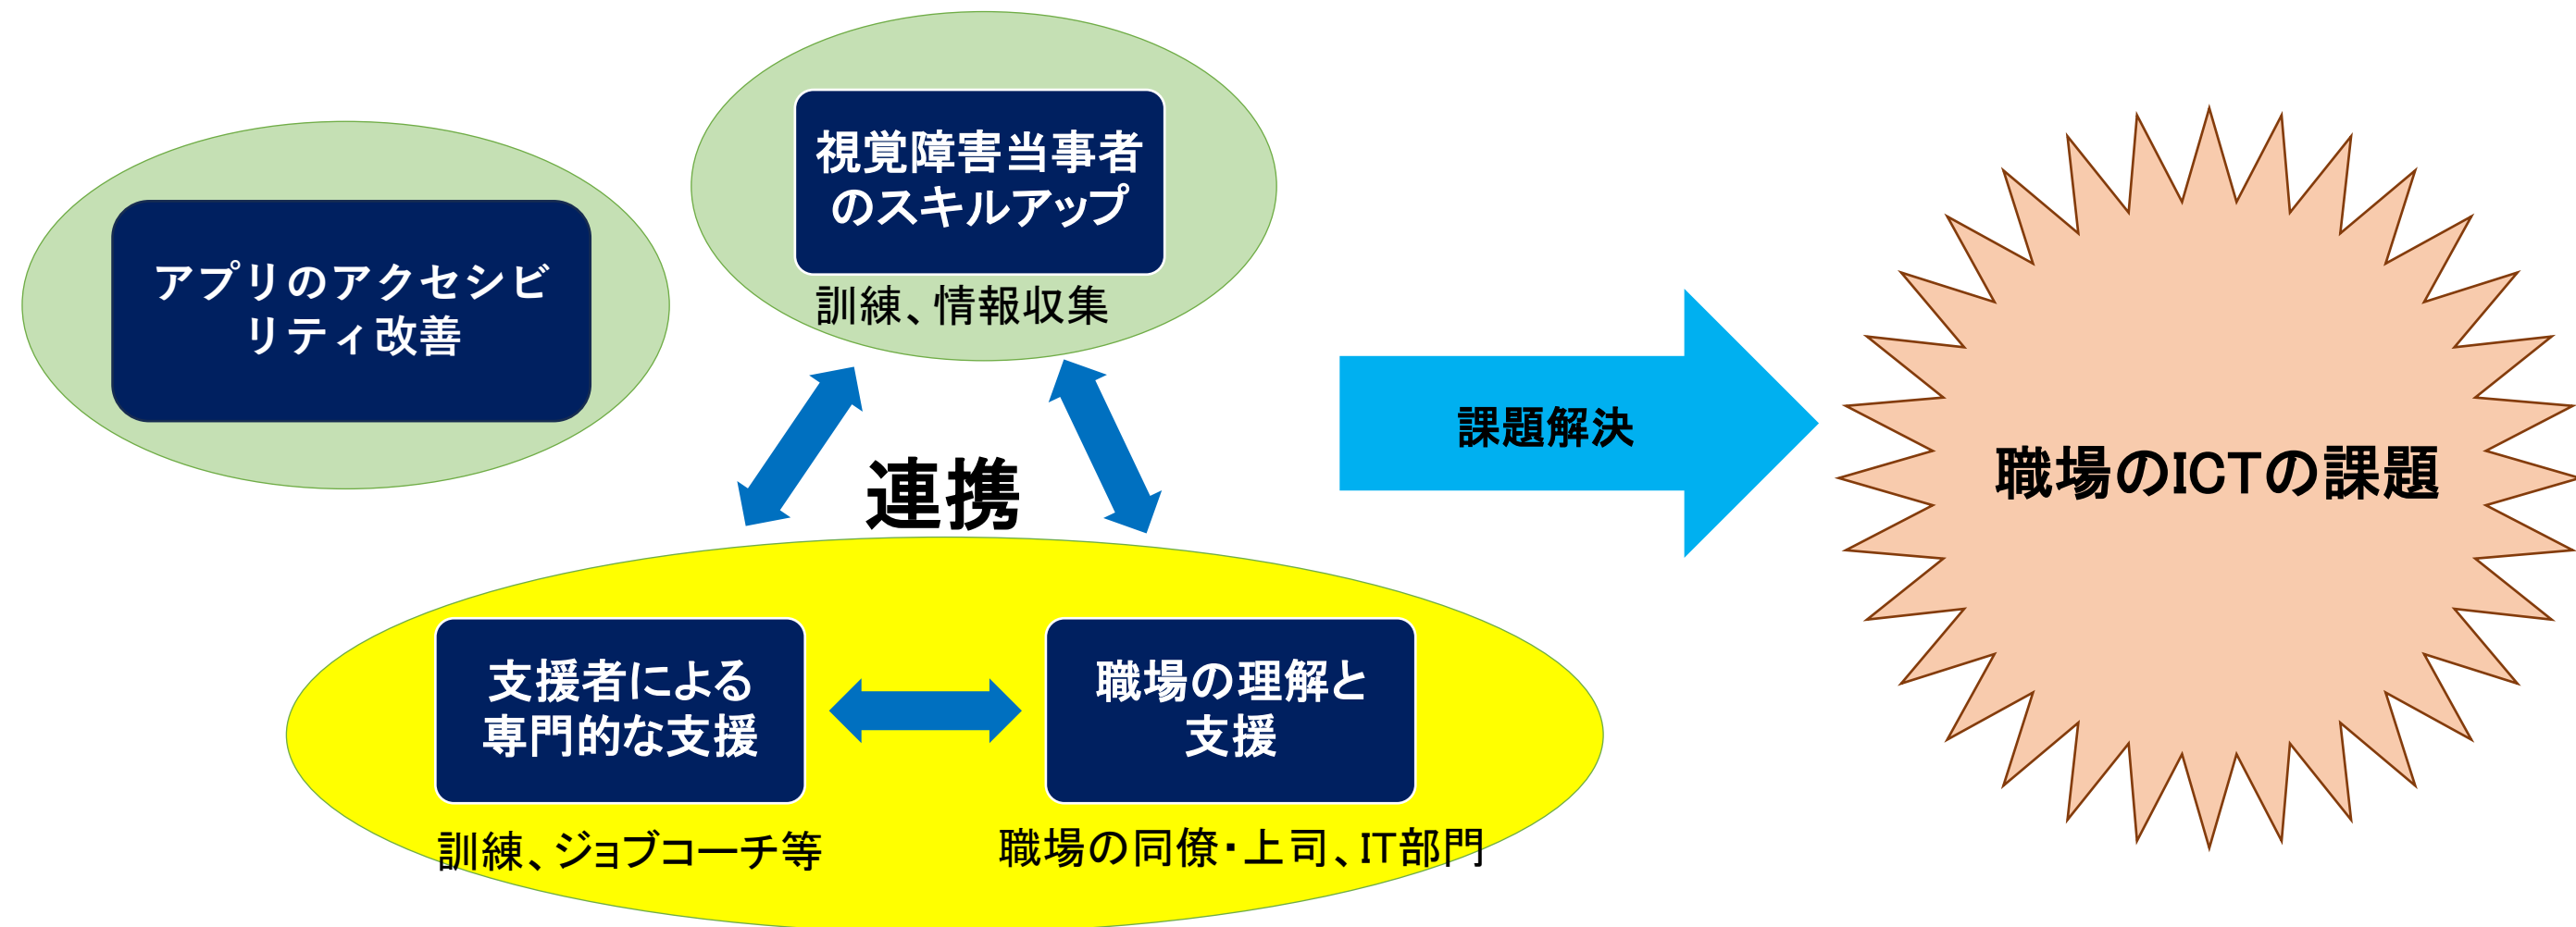 視覚障害当事者
のスキルアップ
訓練、情報収集
アプリのアクセシビ
リティ改善
課題解決
職場のICTの課題
連携
支援者による
専門的な支援
訓練、ジョブコーチ等
職場の理解と
支援
職場の同僚・上司、IT部門